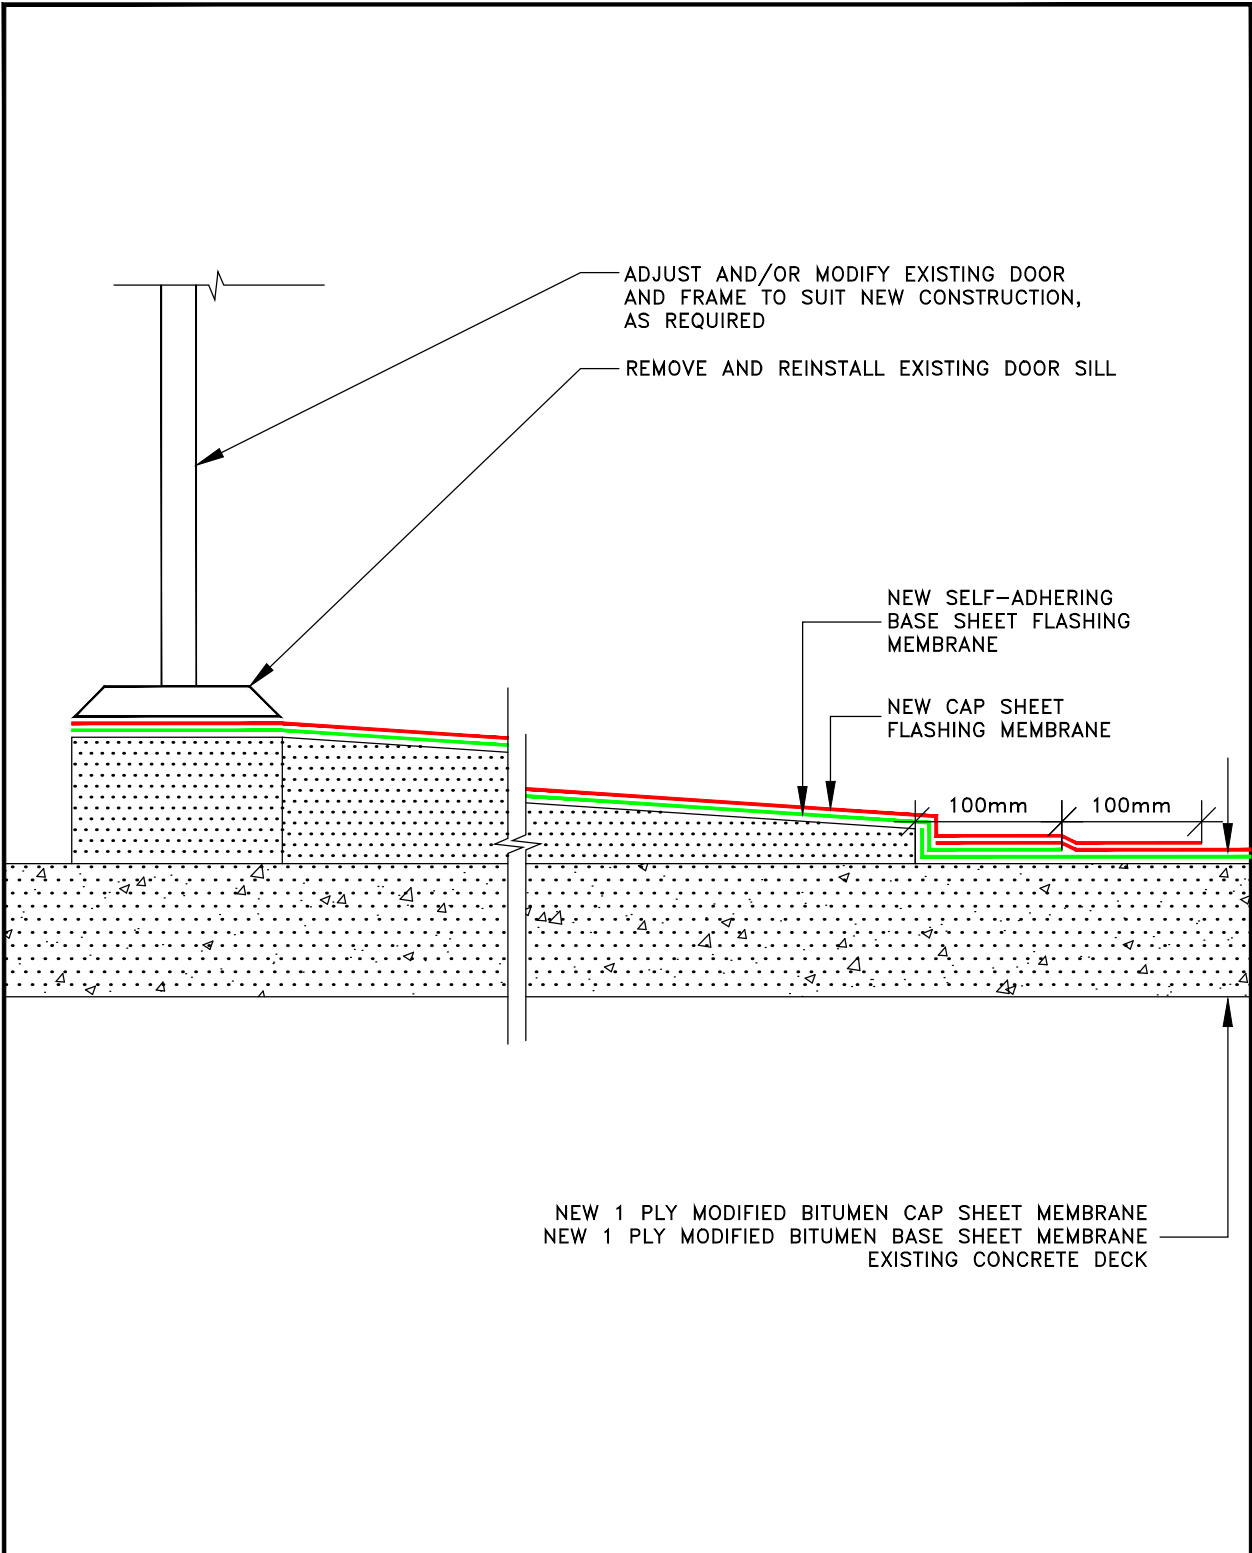 ADJUST AND/OR MODIFY EXISTING DOOR
AND FRAME TO SUIT NEW CONSTRUCTION,
AS REQUIRED
REMOVE AND REINSTALL EXISTING DOOR SILL
NEW SELF-ADHERING
BASE SHEET FLASHING
MEMBRANE
NEW CAP SHEET
FLASHING MEMBRANE
100mm
100mm
NEW 1 PLY MODIFIED BITUMEN CAP SHEET MEMBRANE
NEW 1 PLY MODIFIED BITUMEN BASE SHEET MEMBRANE
EXISTING CONCRETE DECK